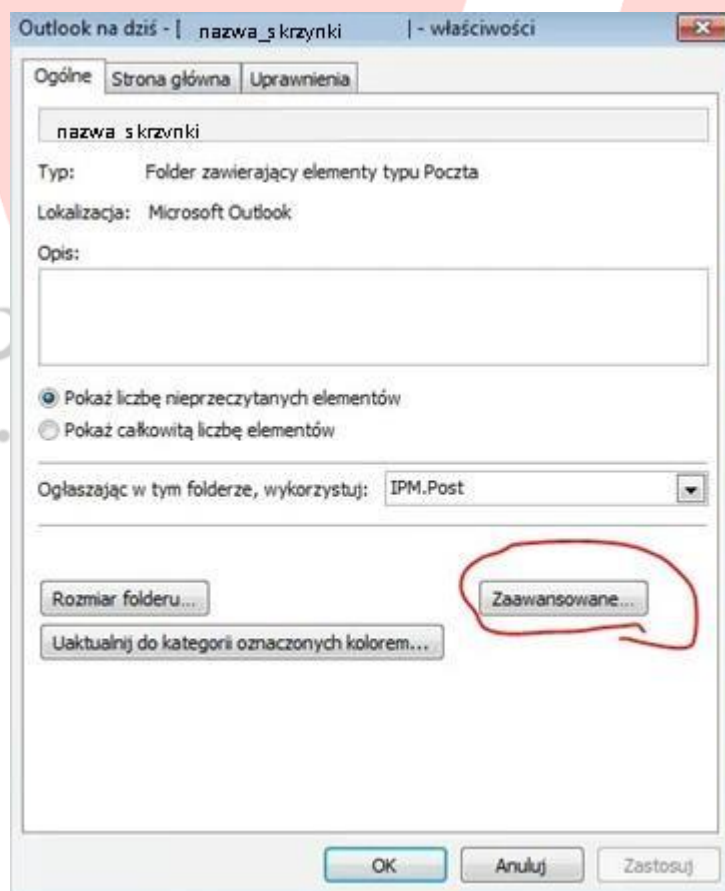 Outlook na dziś - [ nazwa_skrzynki ] - właściwości
Ogólne Strona główna Uprawnienia
nazwa_skrzynki
Typ: Folder zawierający elementy typu Poczta
Lokalizacja: Microsoft Outlook
Opis:
Pokaż liczbę nieprzeczytanych elementów
Pokaż całkowitą liczbę elementów
Ogłaszając w tym folderze, wykorzystuj: IPM.Post
Rozmiar folderu... Zaawansowane...
Uaktualnij do kategorii oznaczonych kolorem...
OK Anuluj Zastosuj